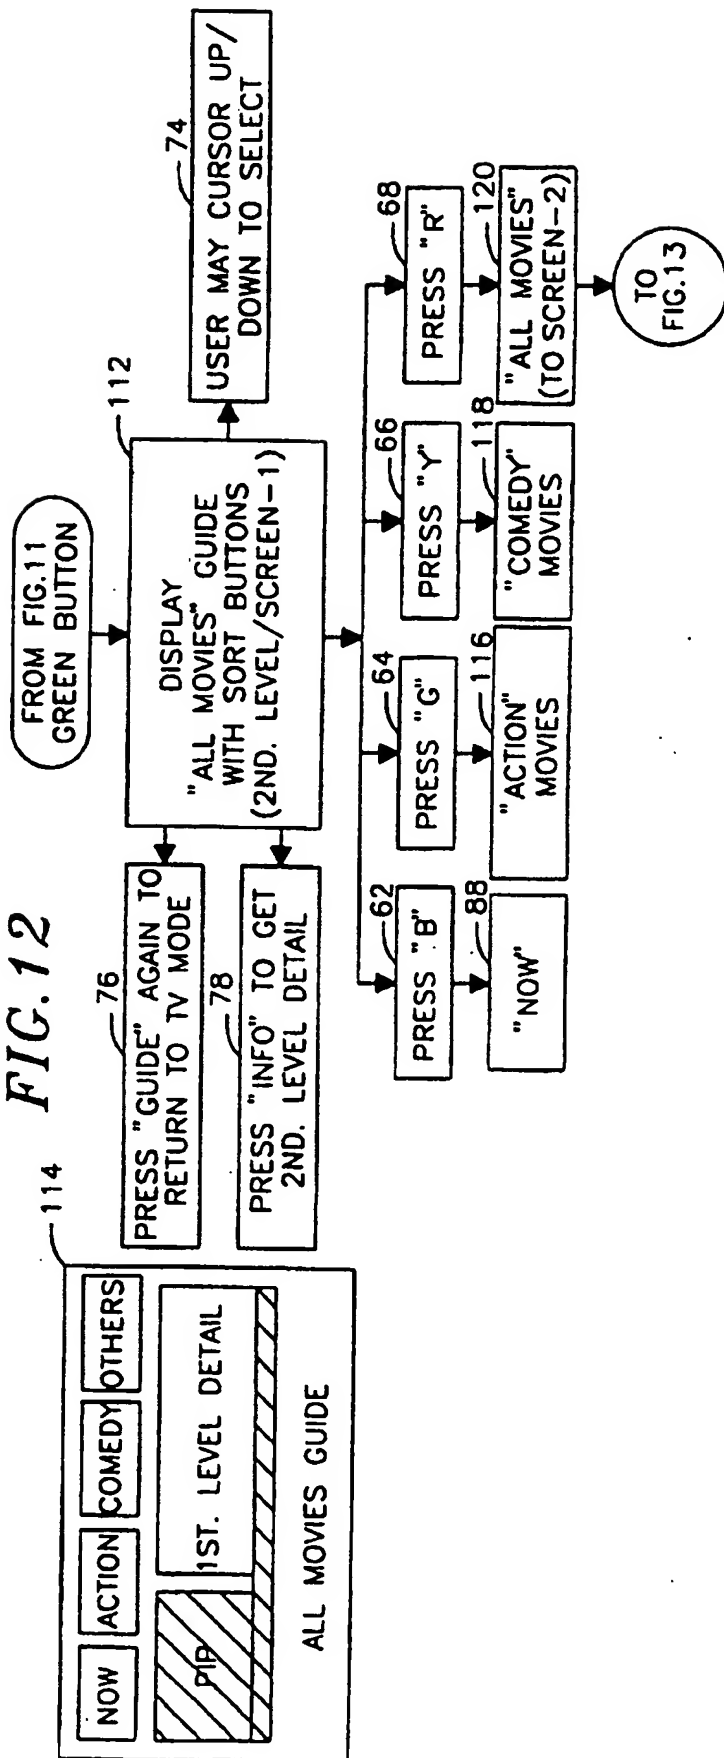 FIG.12
114
NOW
ACTION
COMEDY
OTHERS
PIP
1ST. LEVEL DETAIL
ALL MOVIES GUIDE
FROM FIG.11
GREEN BUTTON
112
DISPLAY
"ALL MOVIES" GUIDE
WITH SORT BUTTONS
(2ND. LEVEL/SCREEN-1)
76
PRESS "GUIDE" AGAIN TO
RETURN TO TV MODE
78
PRESS "INFO" TO GET
2ND. LEVEL DETAIL
74
USER MAY CURSOR UP/
DOWN TO SELECT
62
PRESS "B"
88
"NOW"
64
PRESS "G"
116
"ACTION"
MOVIES
66
PRESS "Y"
118
"COMEDY"
MOVIES
68
PRESS "R"
120
"ALL MOVIES"
(TO SCREEN-2)
TO
FIG.13